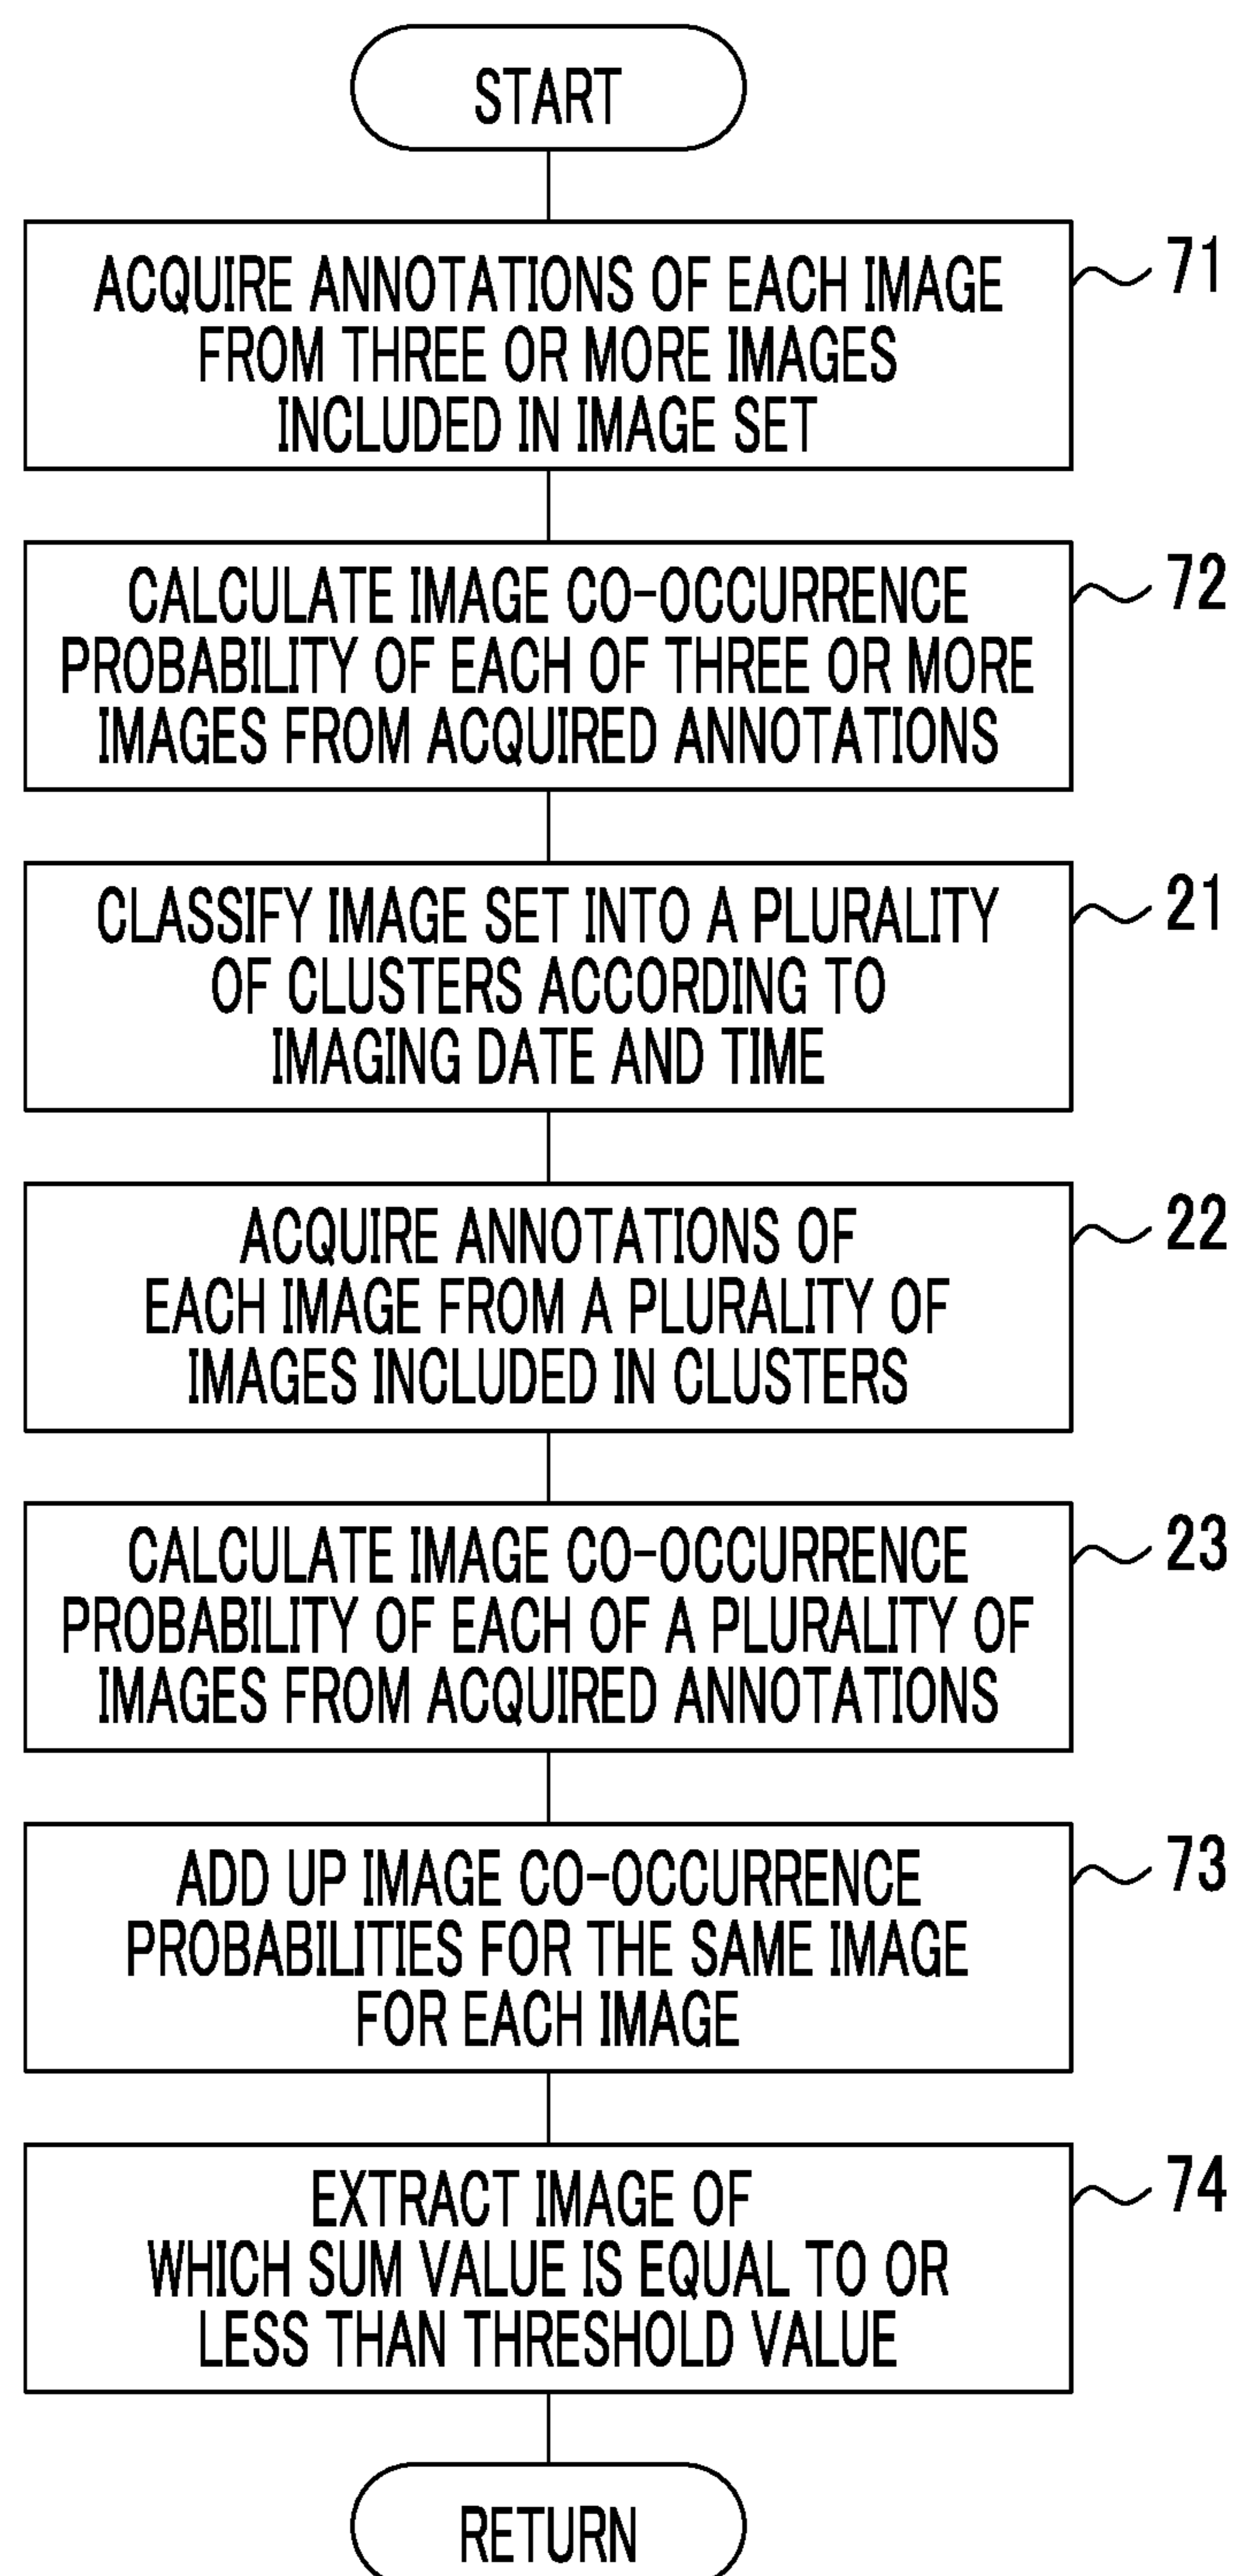 START
ACQUIRE ANNOTATIONS OF EACH IMAGE
FROM THREE OR MORE IMAGES
INCLUDED IN IMAGE SET
71
CALCULATE IMAGE CO-OCCURRENCE
PROBABILITY OF EACH OF THREE OR MORE
IMAGES FROM ACQUIRED ANNOTATIONS
72
CLASSIFY IMAGE SET INTO A PLURALITY
OF CLUSTERS ACCORDING TO
IMAGING DATE AND TIME
21
ACQUIRE ANNOTATIONS OF
EACH IMAGE FROM A PLURALITY OF
IMAGES INCLUDED IN CLUSTERS
22
CALCULATE IMAGE CO-OCCURRENCE
PROBABILITY OF EACH OF A PLURALITY OF
IMAGES FROM ACQUIRED ANNOTATIONS
23
ADD UP IMAGE CO-OCCURRENCE
PROBABILITIES FOR THE SAME IMAGE
FOR EACH IMAGE
73
EXTRACT IMAGE OF
WHICH SUM VALUE IS EQUAL TO OR
LESS THAN THRESHOLD VALUE
74
RETURN